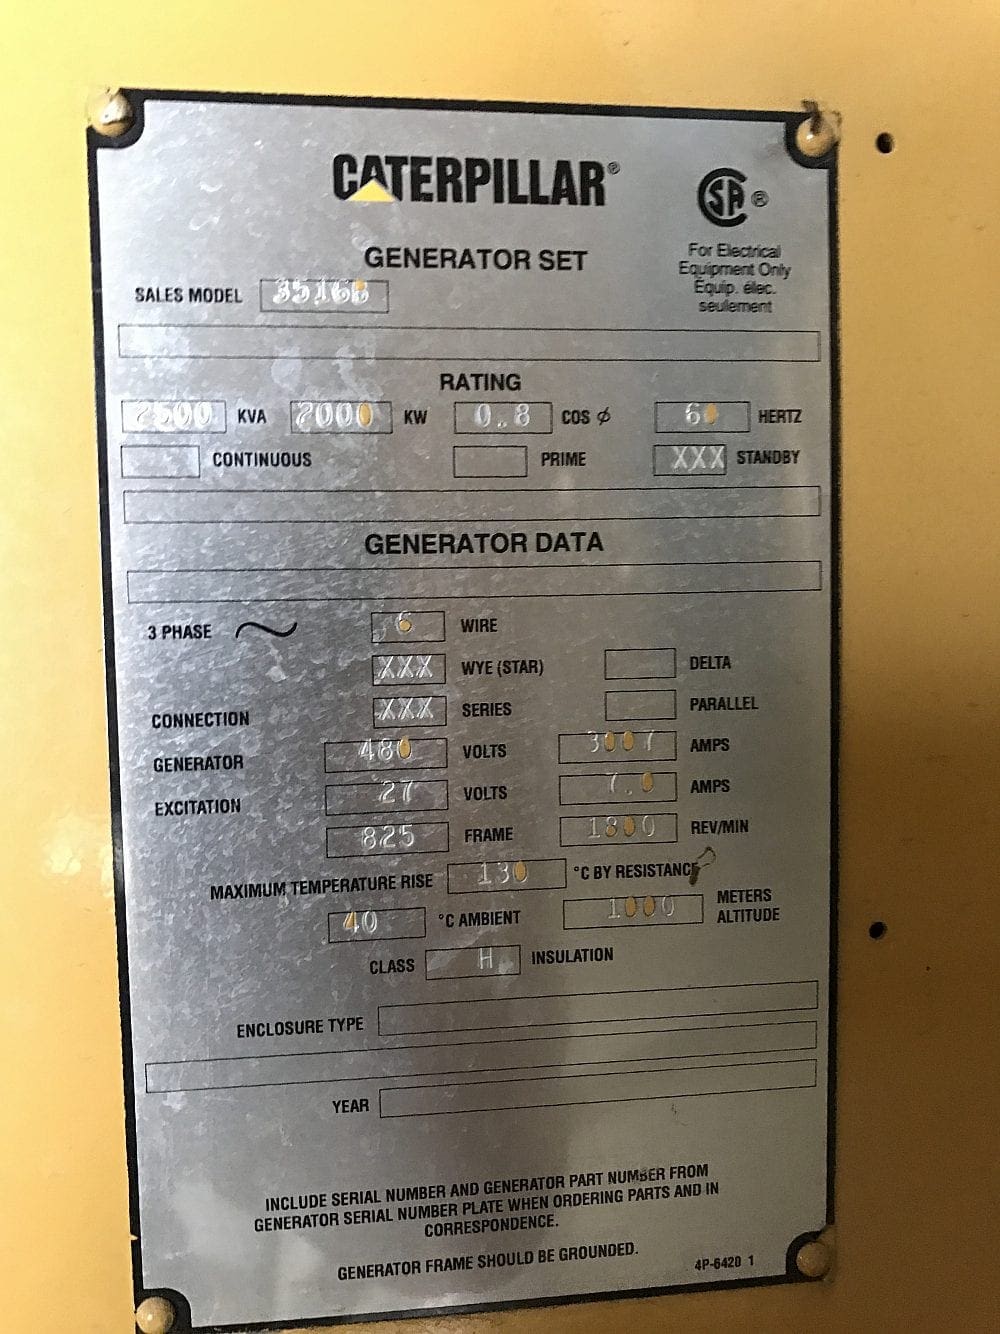 CATERPILLAR®
CSA ®
For Electrical
Equipment Only
Équip. élec.
seulement
GENERATOR SET
SALES MODEL 3516B
RATING
2500 KVA 2000 KW 0.8 COS ϕ 60 HERTZ
CONTINUOUS PRIME XXX STANDBY
GENERATOR DATA
3 PHASE 6 WIRE
XXX WYE (STAR) DELTA
CONNECTION XXX SERIES PARALLEL
GENERATOR 480 VOLTS 3007 AMPS
EXCITATION 27 VOLTS 7.0 AMPS
825 FRAME 1800 REV/MIN
MAXIMUM TEMPERATURE RISE 130 °C BY RESISTANCE
40 °C AMBIENT 1000 METERS ALTITUDE
CLASS H INSULATION
ENCLOSURE TYPE
YEAR
INCLUDE SERIAL NUMBER AND GENERATOR PART NUMBER FROM
GENERATOR SERIAL NUMBER PLATE WHEN ORDERING PARTS AND IN
CORRESPONDENCE.
GENERATOR FRAME SHOULD BE GROUNDED.
4P-6420 1